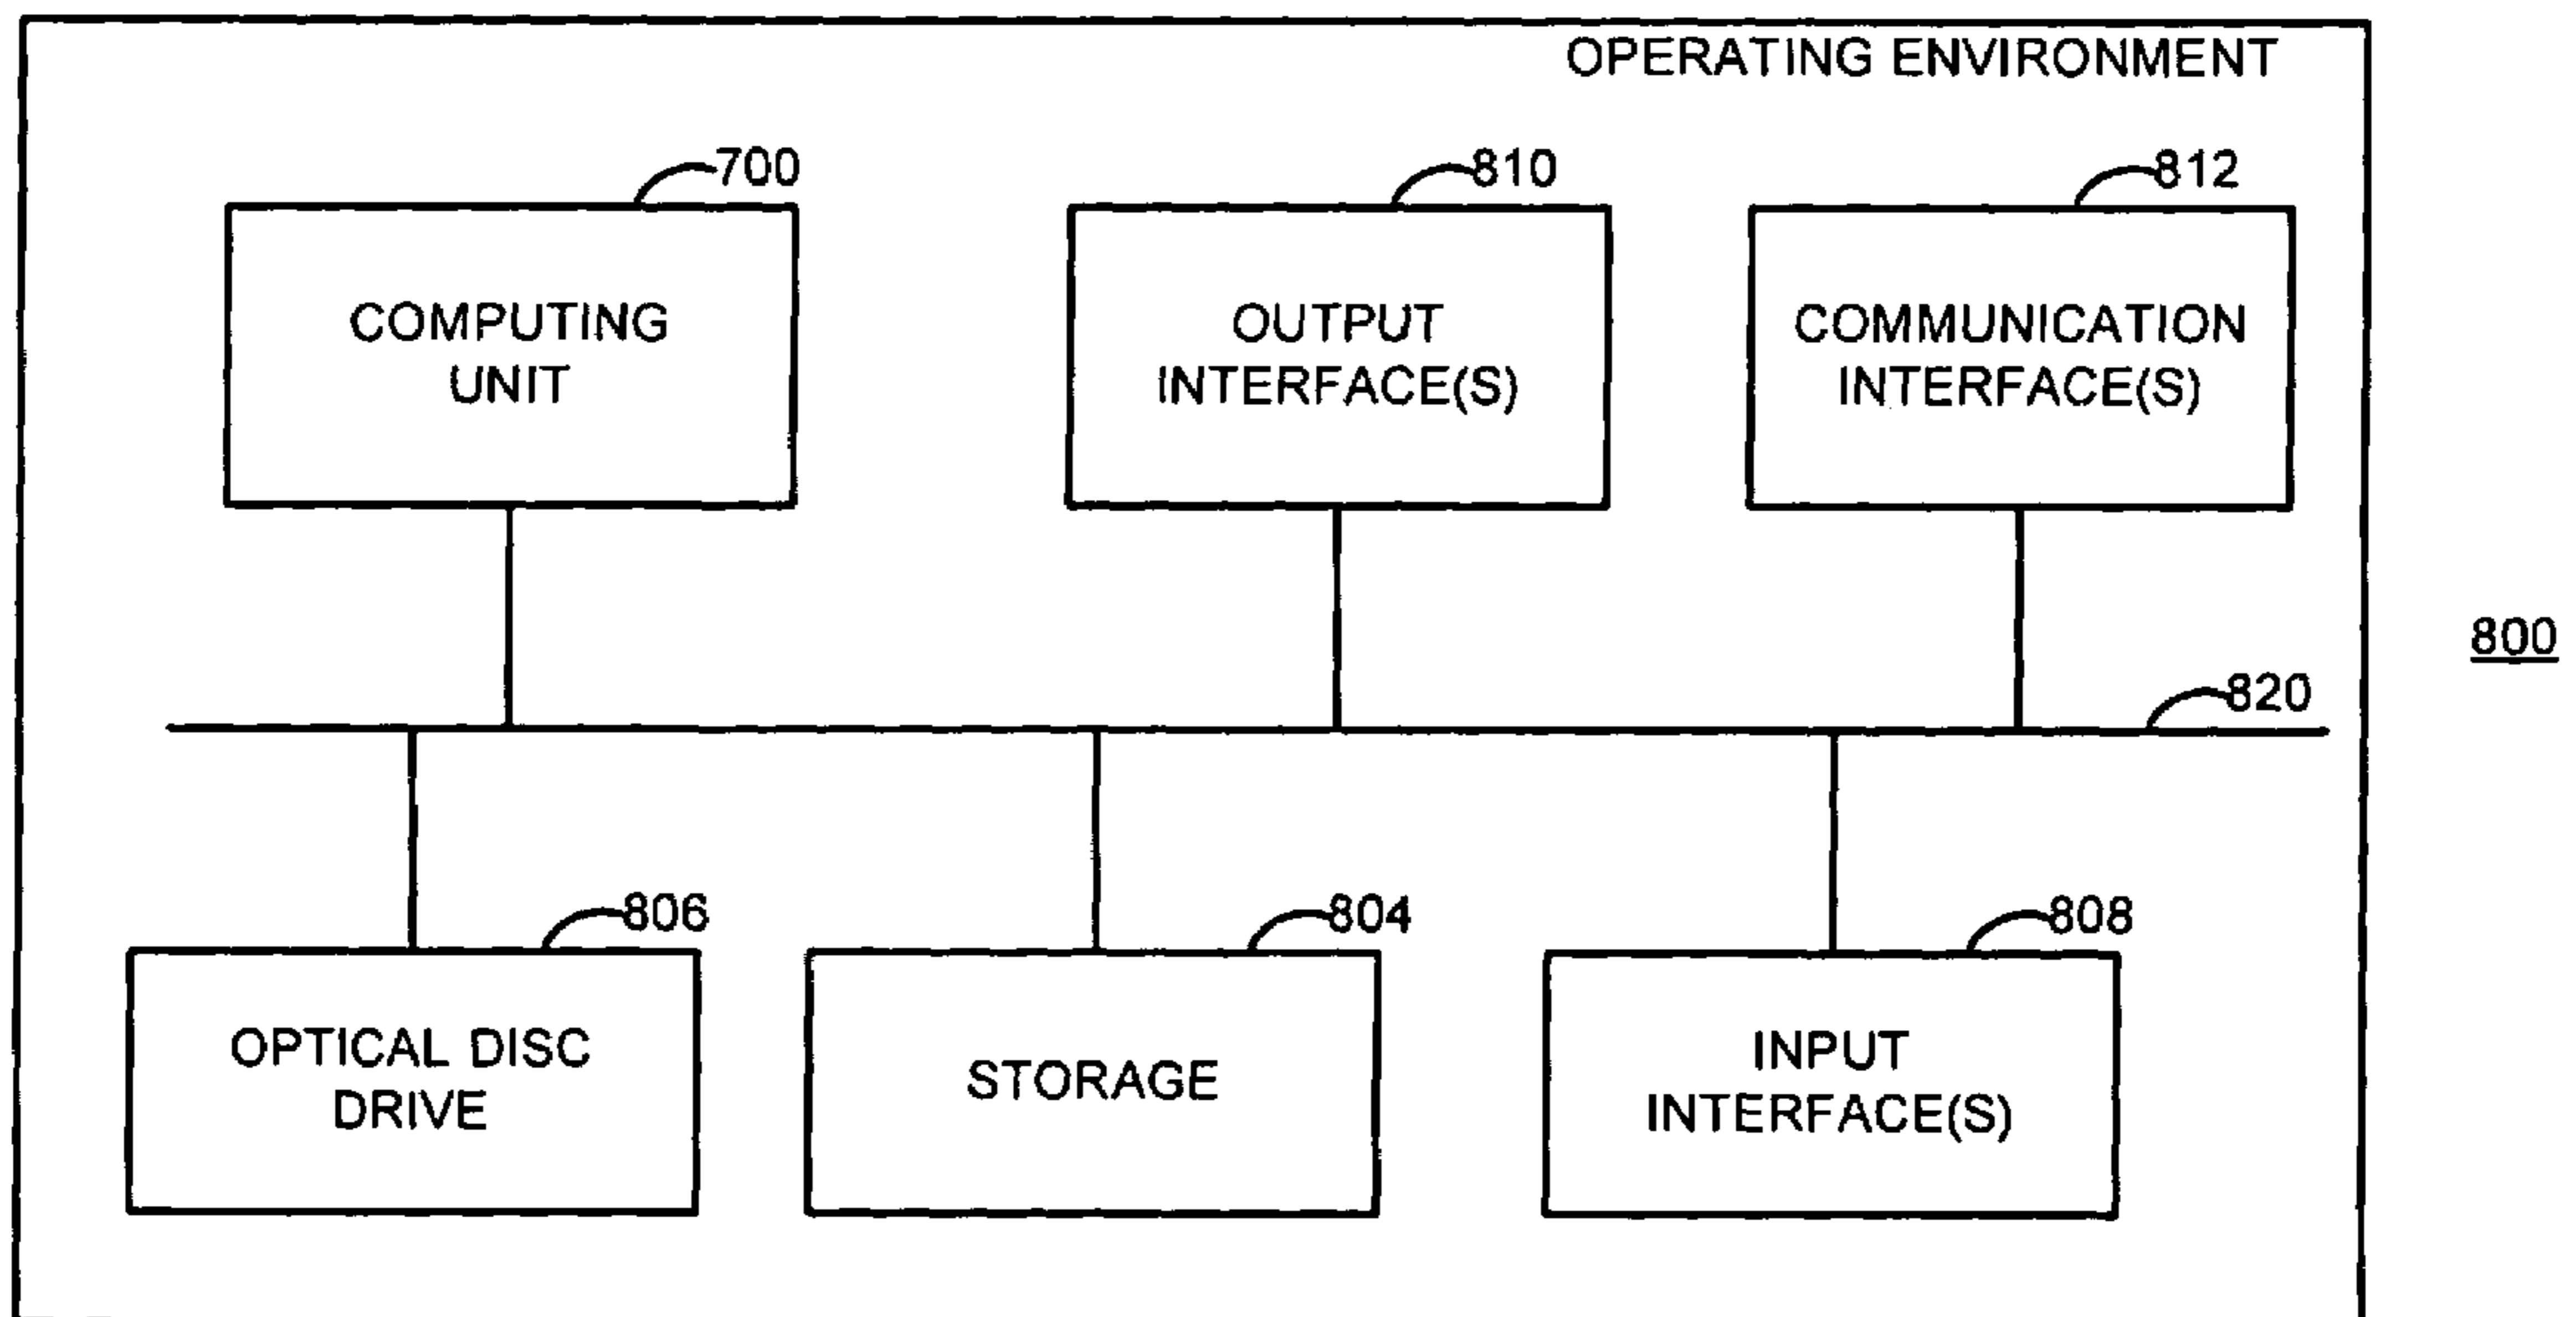 OPERATING ENVIRONMENT
700
810
812
COMPUTING
UNIT
OUTPUT
INTERFACE(S)
COMMUNICATION
INTERFACE(S)
800
820
806
804
808
OPTICAL DISC
DRIVE
STORAGE
INPUT
INTERFACE(S)